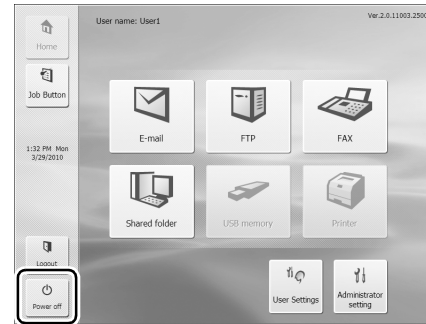 User name: User1
Ver.2.0.11003.2500
Home
Job Button
1:32 PM Mon
3/29/2010
E-mail
FTP
FAX
Shared folder
USB memory
Printer
Logout
Power off
User Settings
Administrator
setting